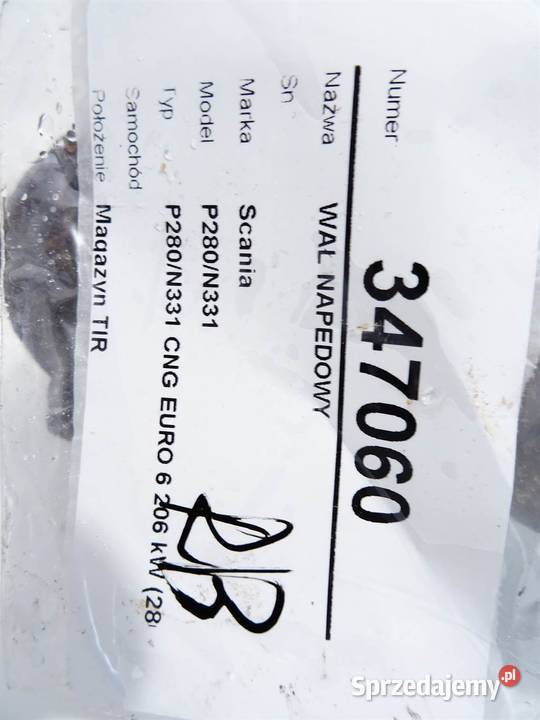 Numer 347060
Nazwa WAŁ NAPEDOWY
Sn
Marka Scania
Model P280/N331
Typ P280/N331 CNG EURO 6 206 kW (28
Samochód
Położenie Magazyn TIR
Sprzedajemy.pl